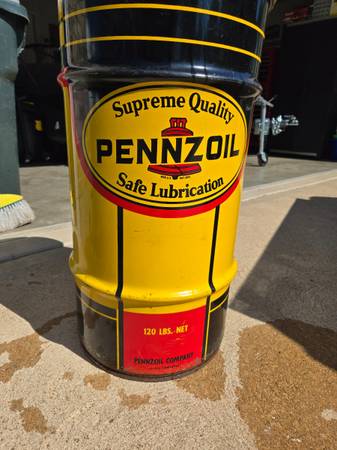 Supreme Quality
PENNZOIL
Safe Lubrication
120 LBS. NET
PENNZOIL COMPANY